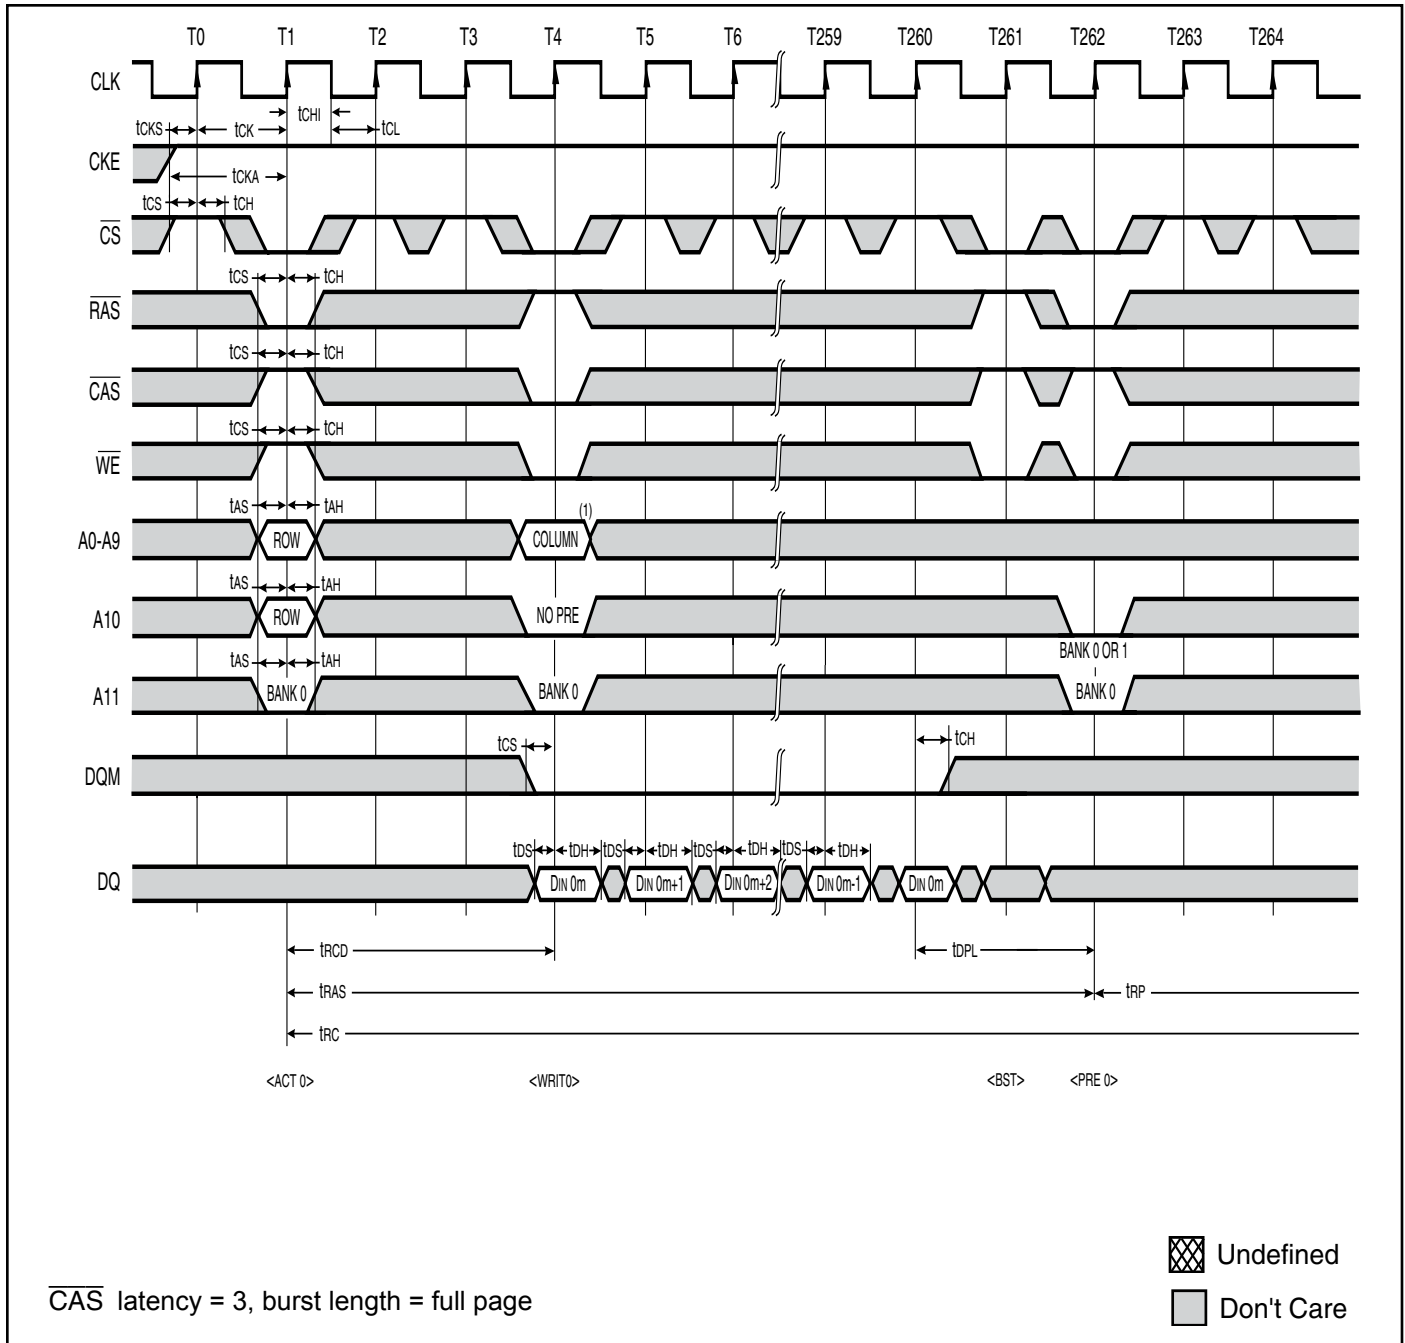 T0 T1 T2 T3 T4 T5 T6 T259 T260 T261 T262 T263 T264
CLK
tCHI
tCKS tCK tCL
CKE
tCKA
tCS tCH
CS
tCS tCH
RAS
tCS tCH
CAS
tCS tCH
WE
tAS tAH
(1)
A0-A9 ROW COLUMN
tAS tAH
A10 ROW NO PRE
BANK 0 OR 1
tAS tAH
A11 BANK 0 BANK 0 BANK 0
tCS tCH
DQM
tDS tDH tDS tDH tDS tDH tDS tDH
DQ DIN 0m DIN 0m+1 DIN 0m+2 DIN 0m-1 DIN 0m
tRCD tDPL
tRAS tRP
tRC
<ACT 0> <WRIT0> <BST> <PRE 0>
Undefined
CAS latency = 3, burst length = full page
Don't Care